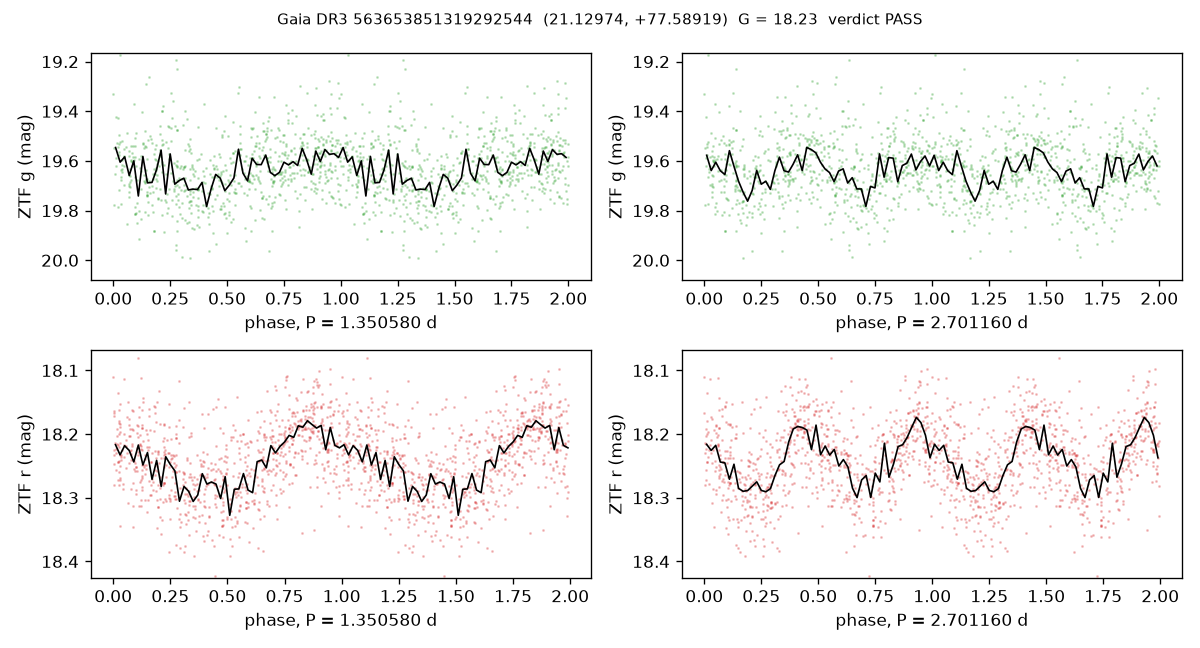 Gaia DR3 563653851319292544  (21.12974, +77.58919)  G = 18.23  verdict PASS
ZTF g (mag)
19.2
19.4
19.6
19.8
20.0
0.00 0.25 0.50 0.75 1.00 1.25 1.50 1.75 2.00
phase, P = 1.350580 d
ZTF g (mag)
19.2
19.4
19.6
19.8
20.0
0.00 0.25 0.50 0.75 1.00 1.25 1.50 1.75 2.00
phase, P = 2.701160 d
ZTF r (mag)
18.1
18.2
18.3
18.4
0.00 0.25 0.50 0.75 1.00 1.25 1.50 1.75 2.00
phase, P = 1.350580 d
ZTF r (mag)
18.1
18.2
18.3
18.4
0.00 0.25 0.50 0.75 1.00 1.25 1.50 1.75 2.00
phase, P = 2.701160 d